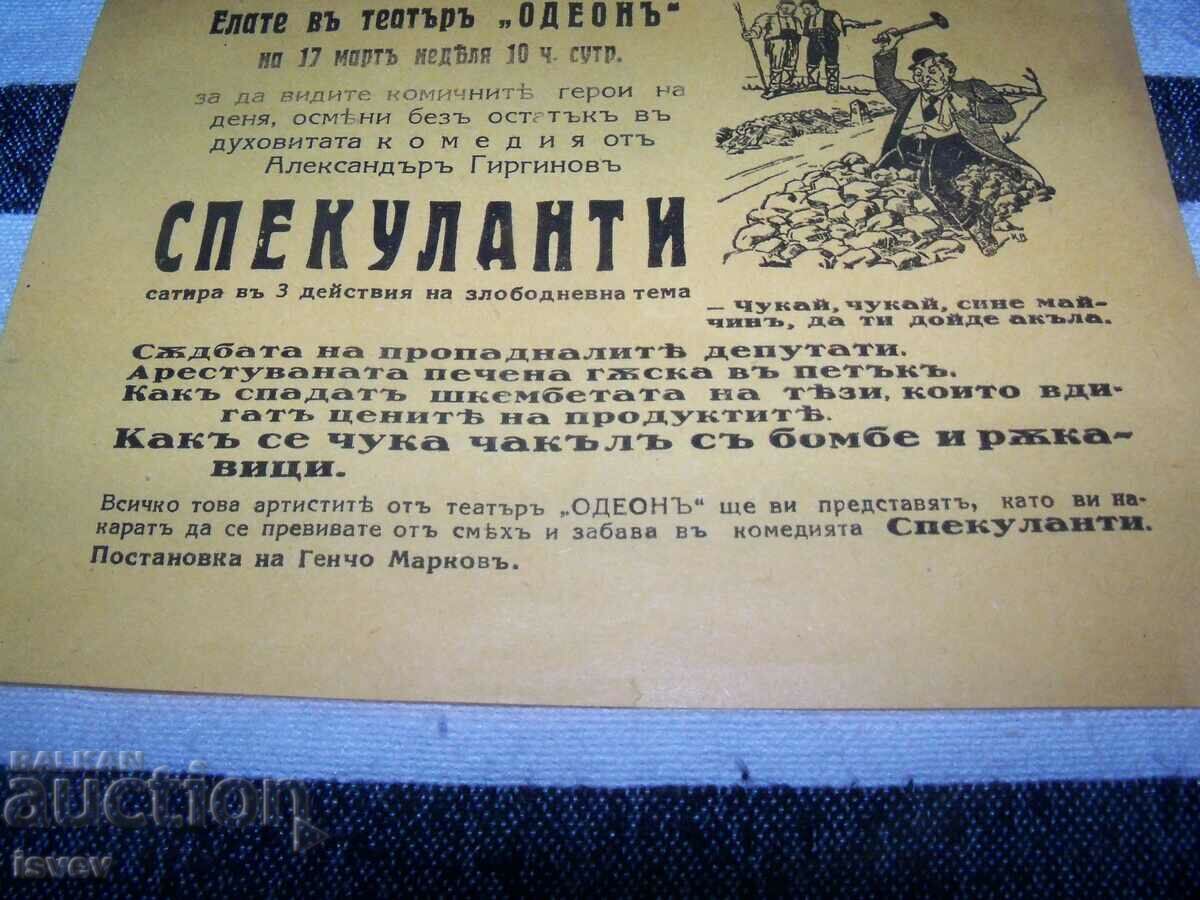 Елате въ театъръ „ОДЕОНЪ“
на 17 мартъ недѣля 10 ч. сутр.
за да видите комичнитѣ герои на
деня, осмѣни безъ остатъкъ въ
духовитата комедия отъ
Александъръ Гиргиновъ
СПЕКУЛАНТИ
сатира въ 3 действия на злободневна тема
— Чукай, чукай, сине май-
чинъ, да ти дойде акъла.
Сѫдбата на пропадналитѣ депутати.
Арестуваната печена гѫска въ петъкъ.
Какъ спадатъ шкембетата на тѣзи, които вди-
гатъ ценитѣ на продуктитѣ.
Какъ се чука чакълъ съ бомбе и рѫка-
вици.
Всичко това артиститѣ отъ театъръ „ОДЕОНЪ“ ще ви представятъ, като ви на-
каратъ да се превивате отъ смѣхъ и забава въ комедията Спекуланти.
Постановка на Генчо Марковъ.
BALKAN
auction
isvev